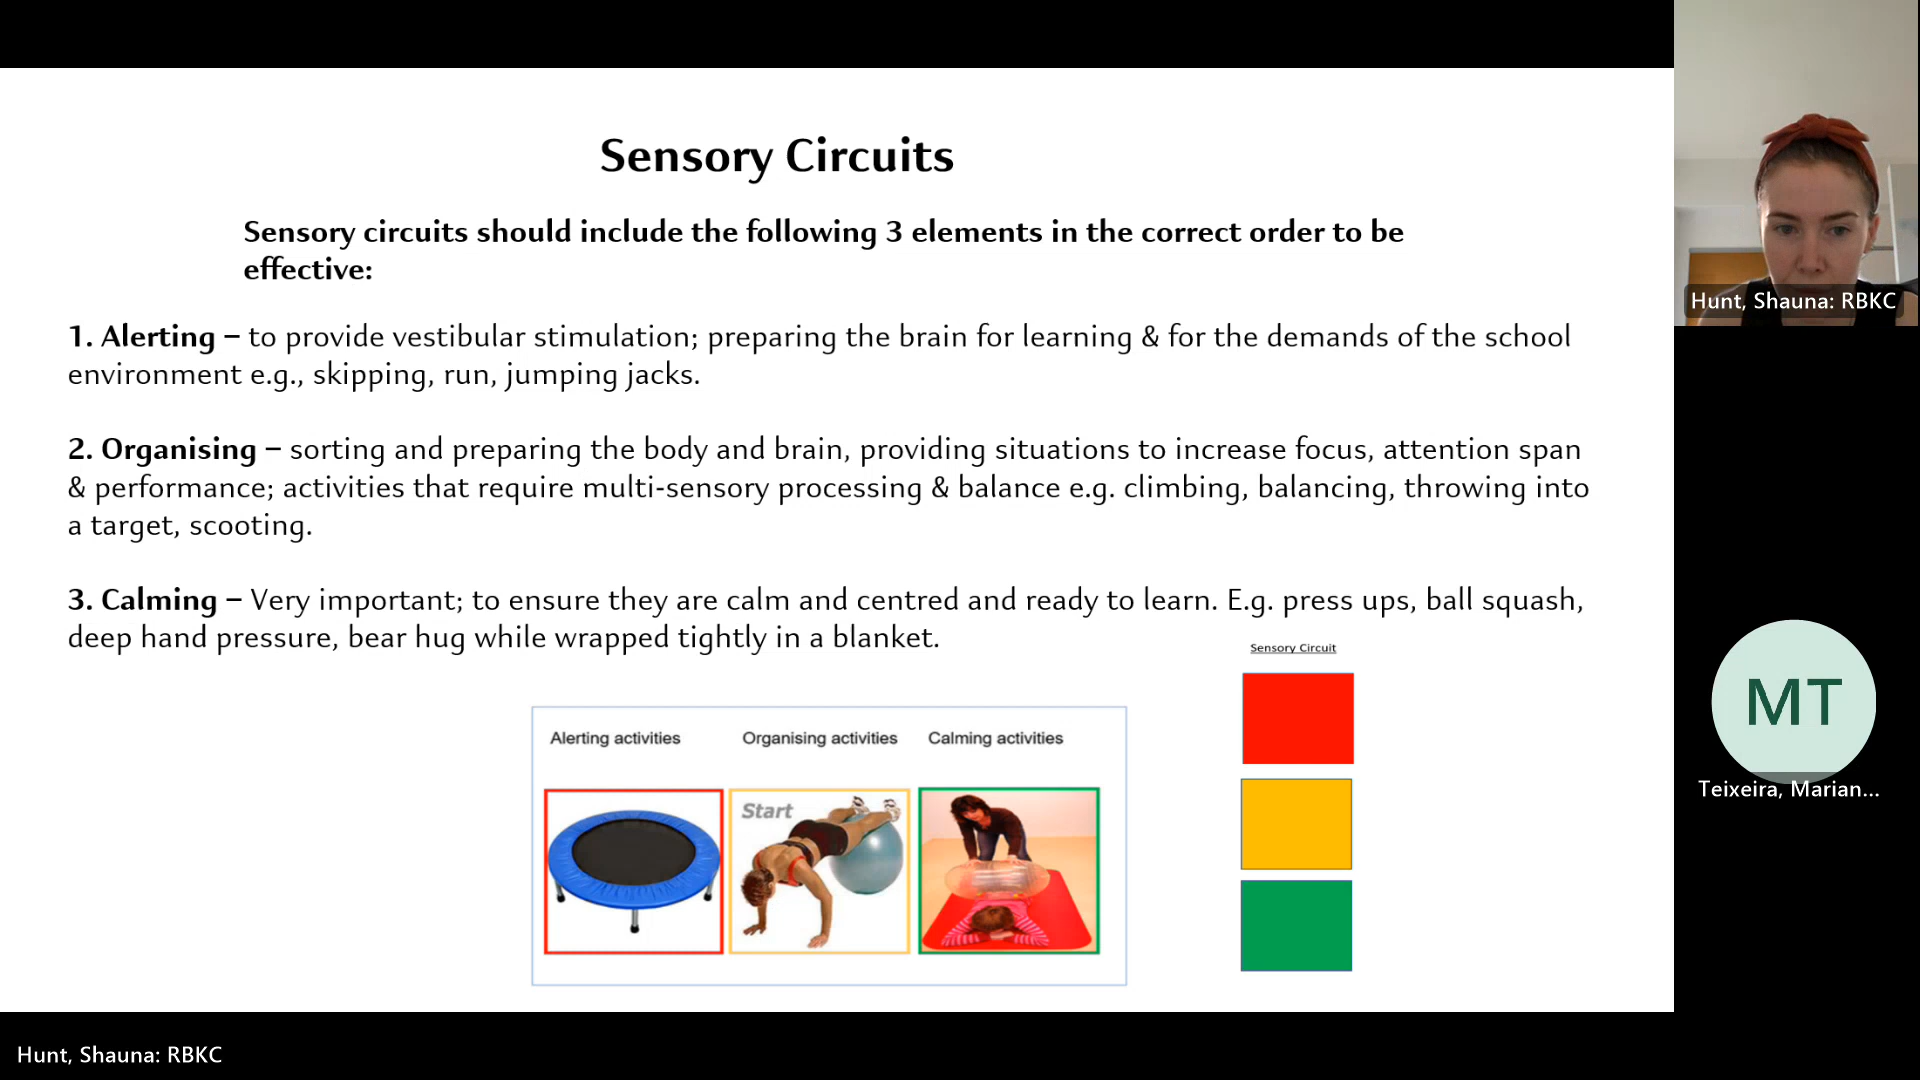 Sensory Circuits
Sensory circuits should include the following 3 elements in the correct order to be
effective:
1. Alerting – to provide vestibular stimulation; preparing the brain for learning & for the demands of the school
environment e.g., skipping, run, jumping jacks.
2. Organising – sorting and preparing the body and brain, providing situations to increase focus, attention span
& performance; activities that require multi-sensory processing & balance e.g. climbing, balancing, throwing into
a target, scooting.
3. Calming – Very important; to ensure they are calm and centred and ready to learn. E.g. press ups, ball squash,
deep hand pressure, bear hug while wrapped tightly in a blanket.
Sensory Circuit
Alerting activities
Organising activities
Calming activities
Start
Hunt, Shauna: RBKC
MT
Teixeira, Marian...
Hunt, Shauna: RBKC